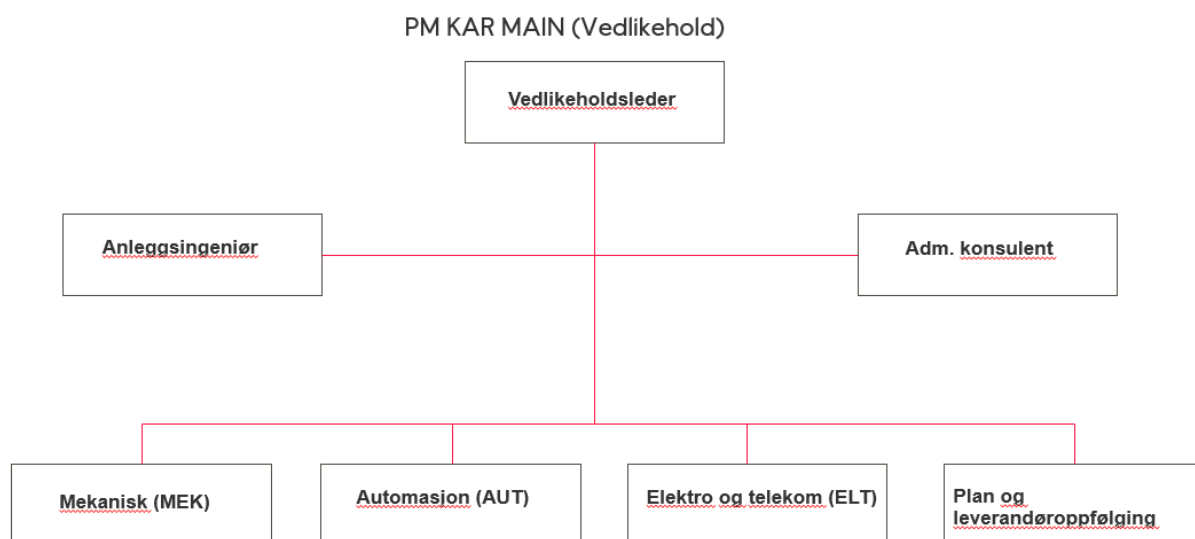 PM KAR MAIN (Vedlikehold)
Vedlikeholdsleder
Anleggsingeniør
Adm. konsulent
Mekanisk (MEK)
Automasjon (AUT)
Elektro og telekom (ELT)
Plan og
leverandøroppfølging